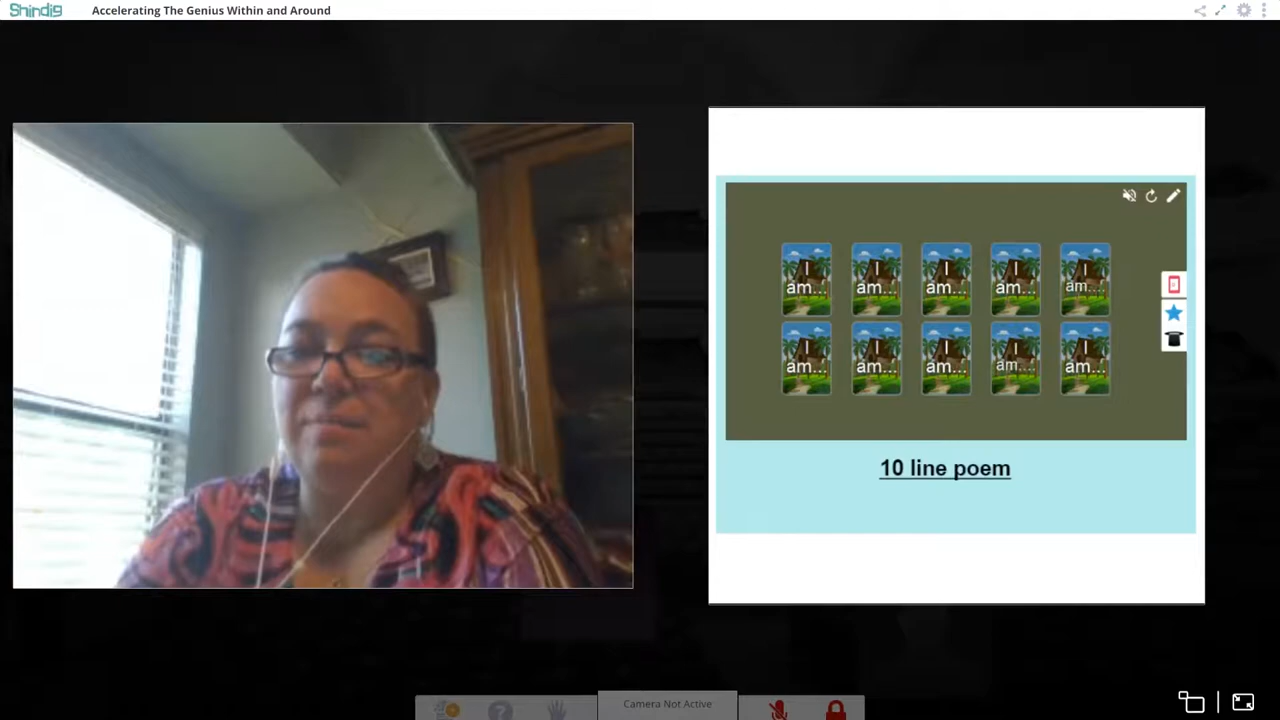 Shindig
Accelerating The Genius Within and Around
I am... I am... I am... I am... I am....
I am... I am... I am... I am.... I am...
10 line poem
Camera Not Active